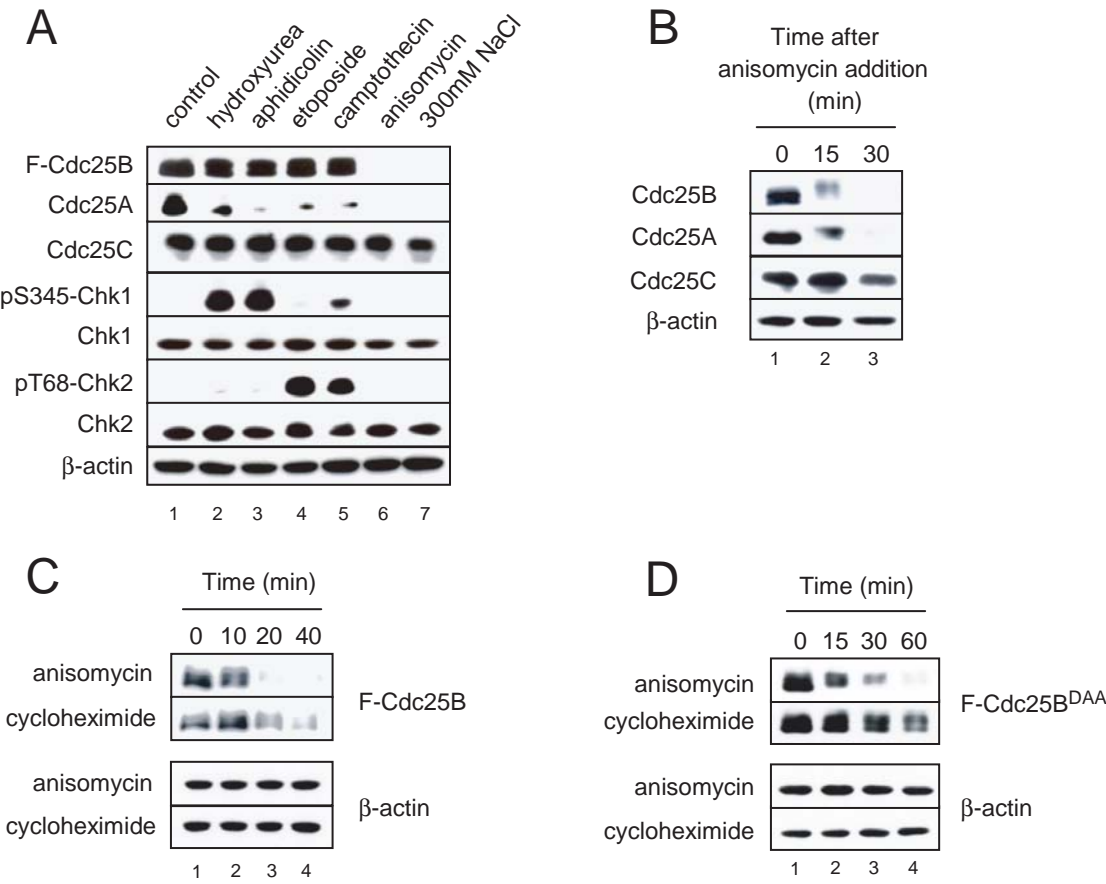 A
control hydroxyurea aphidicolin etoposide camptothecin anisomycin 300mM NaCl
F-Cdc25B
Cdc25A
Cdc25C
pS345-Chk1
Chk1
pT68-Chk2
Chk2
β-actin
1 2 3 4 5 6 7
B
Time after
anisomycin addition
(min)
0 15 30
Cdc25B
Cdc25A
Cdc25C
β-actin
1 2 3
C
Time (min)
0 10 20 40
anisomycin
cycloheximide
F-Cdc25B
anisomycin
cycloheximide
β-actin
1 2 3 4
D
Time (min)
0 15 30 60
anisomycin
cycloheximide
F-Cdc25B^DAA
anisomycin
cycloheximide
β-actin
1 2 3 4